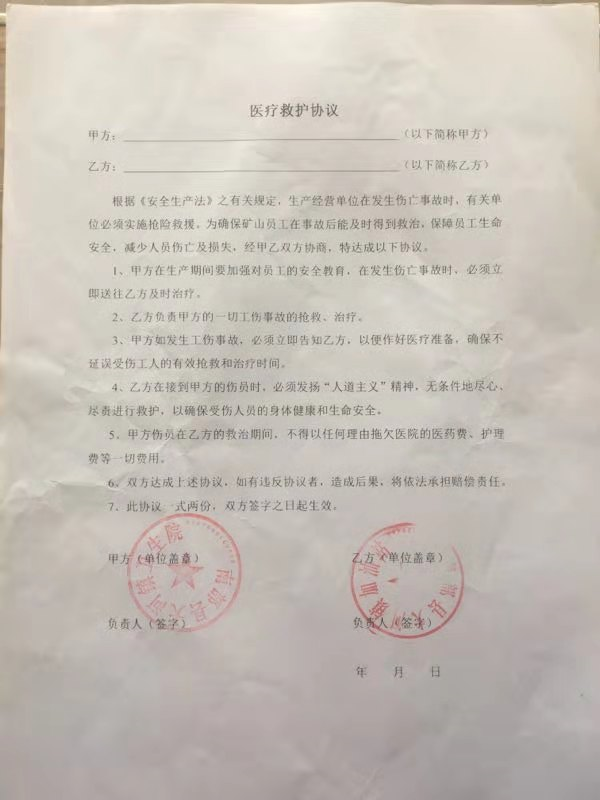 医疗救护协议
甲方：（以下简称甲方）
乙方：（以下简称乙方）
根据《安全生产法》之有关规定，生产经营单位在发生伤亡事故时，有关单
位必须实施抢险救援。为确保矿山员工在事故后能及时得到救治，保障员工生命
安全，减少人员伤亡及损失，经甲乙双方协商，特达成以下协议。
1、甲方在生产期间要加强对员工的安全教育，在发生伤亡事故时，必须立
即送往乙方及时治疗。
2、乙方负责甲方的一切工伤事故的抢救、治疗。
3、甲方如发生工伤事故，必须立即告知乙方，以便作好医疗准备，确保不
延误受伤工人的有效抢救和治疗时间。
4、乙方在接到甲方的伤员时，必须发扬“人道主义”精神，无条件地尽心、
尽责进行救护，以确保受伤人员的身体健康和生命安全。
5、甲方伤员在乙方的救治期间，不得以任何理由拖欠医院的医药费、护理
费等一切费用。
6、双方达成上述协议，如有违反协议者，造成后果，将依法承担赔偿责任。
7、此协议一式两份，双方签字之日起生效。
甲方（单位盖章） 乙方（单位盖章）
负责人（签字） 负责人（签字）
年 月 日